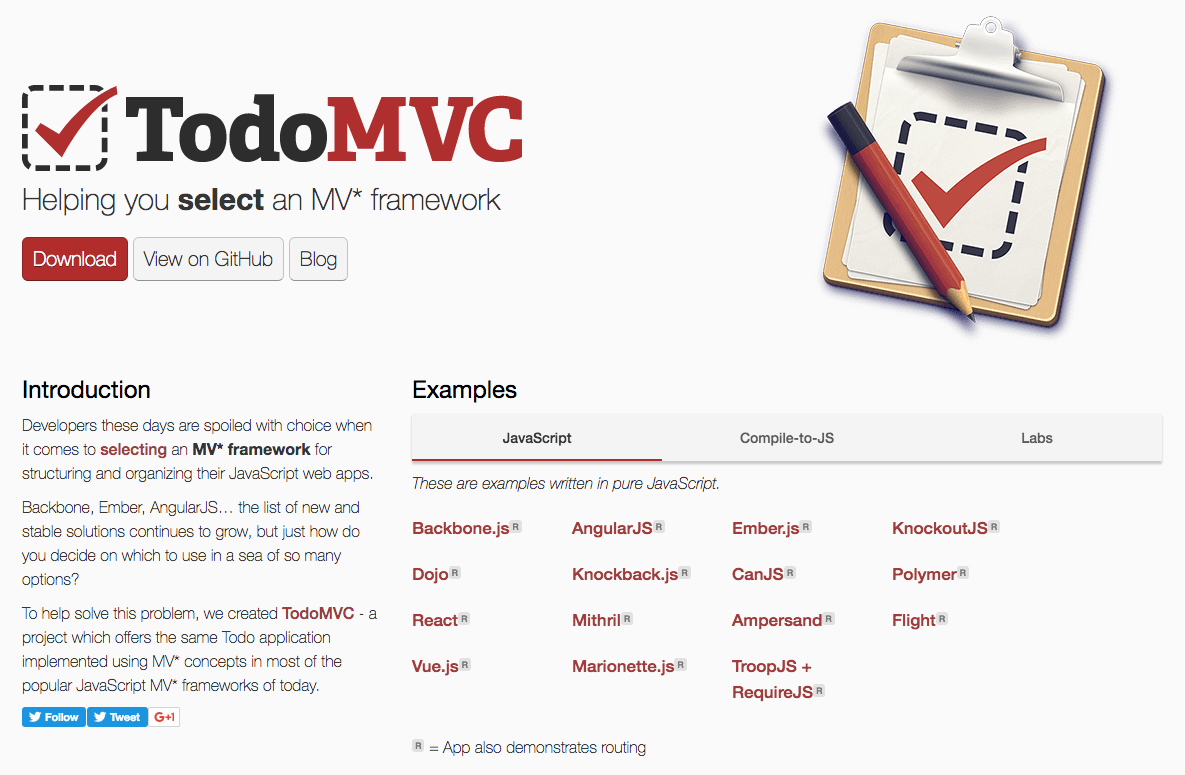 TodoMVC
Helping you select an MV* framework
Download
View on GitHub
Blog
Introduction
Developers these days are spoiled with choice when
it comes to selecting an MV* framework for
structuring and organizing their JavaScript web apps.
Backbone, Ember, AngularJS… the list of new and
stable solutions continues to grow, but just how do
you decide on which to use in a sea of so many
options?
To help solve this problem, we created TodoMVC - a
project which offers the same Todo application
implemented using MV* concepts in most of the
popular JavaScript MV* frameworks of today.
Follow
Tweet
G+1
Examples
JavaScript
Compile-to-JS
Labs
These are examples written in pure JavaScript.
Backbone.js R
AngularJS R
Ember.js R
KnockoutJS R
Dojo R
Knockback.js R
CanJS R
Polymer R
React R
Mithril R
Ampersand R
Flight R
Vue.js R
Marionette.js R
TroopJS +
RequireJS R
R = App also demonstrates routing